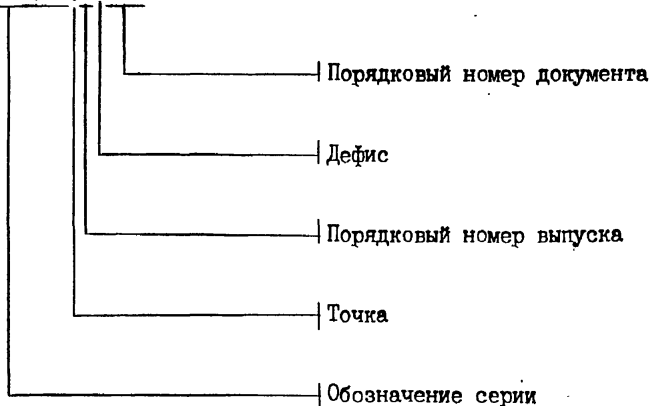 Порядковый номер документа
Дефис
Порядковый номер выпуска
Точка
Обозначение серии